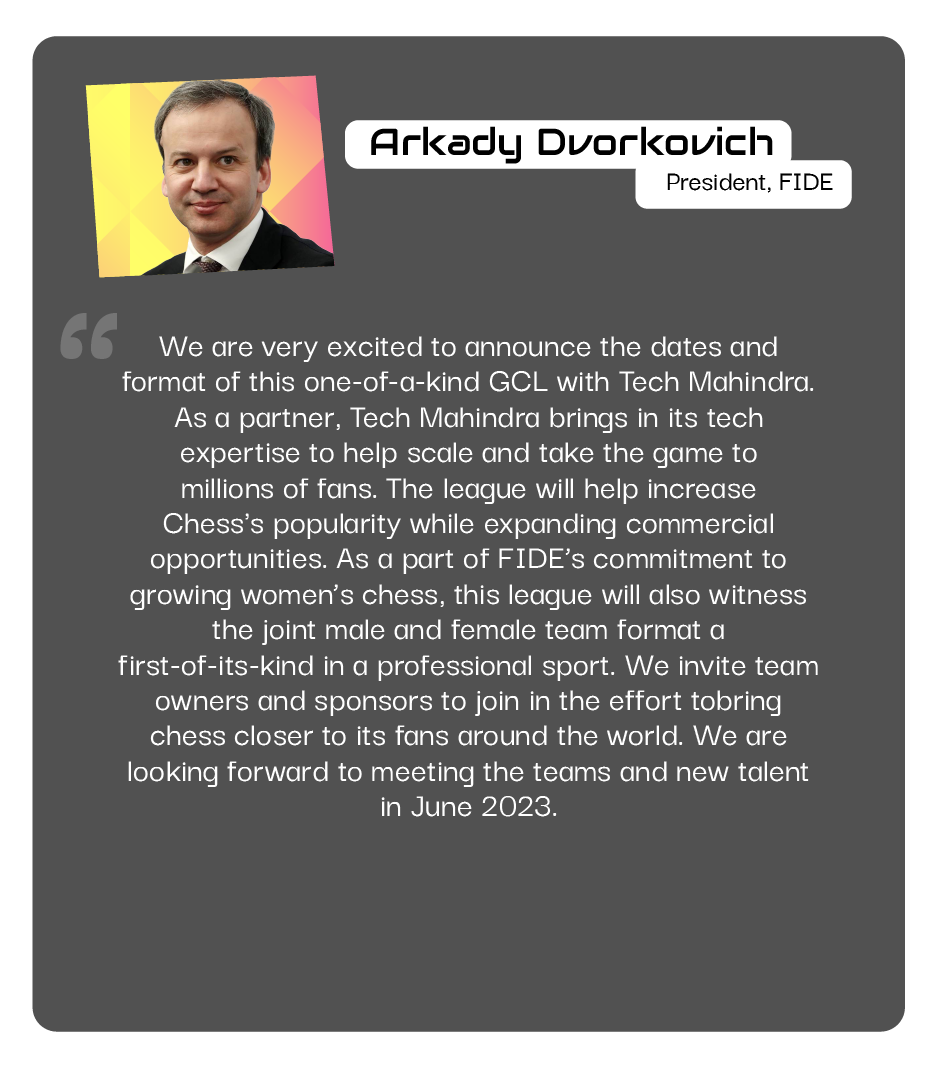 Arkady Dvorkovich
President, FIDE
“
We are very excited to announce the dates and
format of this one-of-a-kind GCL with Tech Mahindra.
As a partner, Tech Mahindra brings in its tech
expertise to help scale and take the game to
millions of fans. The league will help increase
Chess’s popularity while expanding commercial
opportunities. As a part of FIDE’s commitment to
growing women’s chess, this league will also witness
the joint male and female team format a
first-of-its-kind in a professional sport. We invite team
owners and sponsors to join in the effort tobring
chess closer to its fans around the world. We are
looking forward to meeting the teams and new talent
in June 2023.